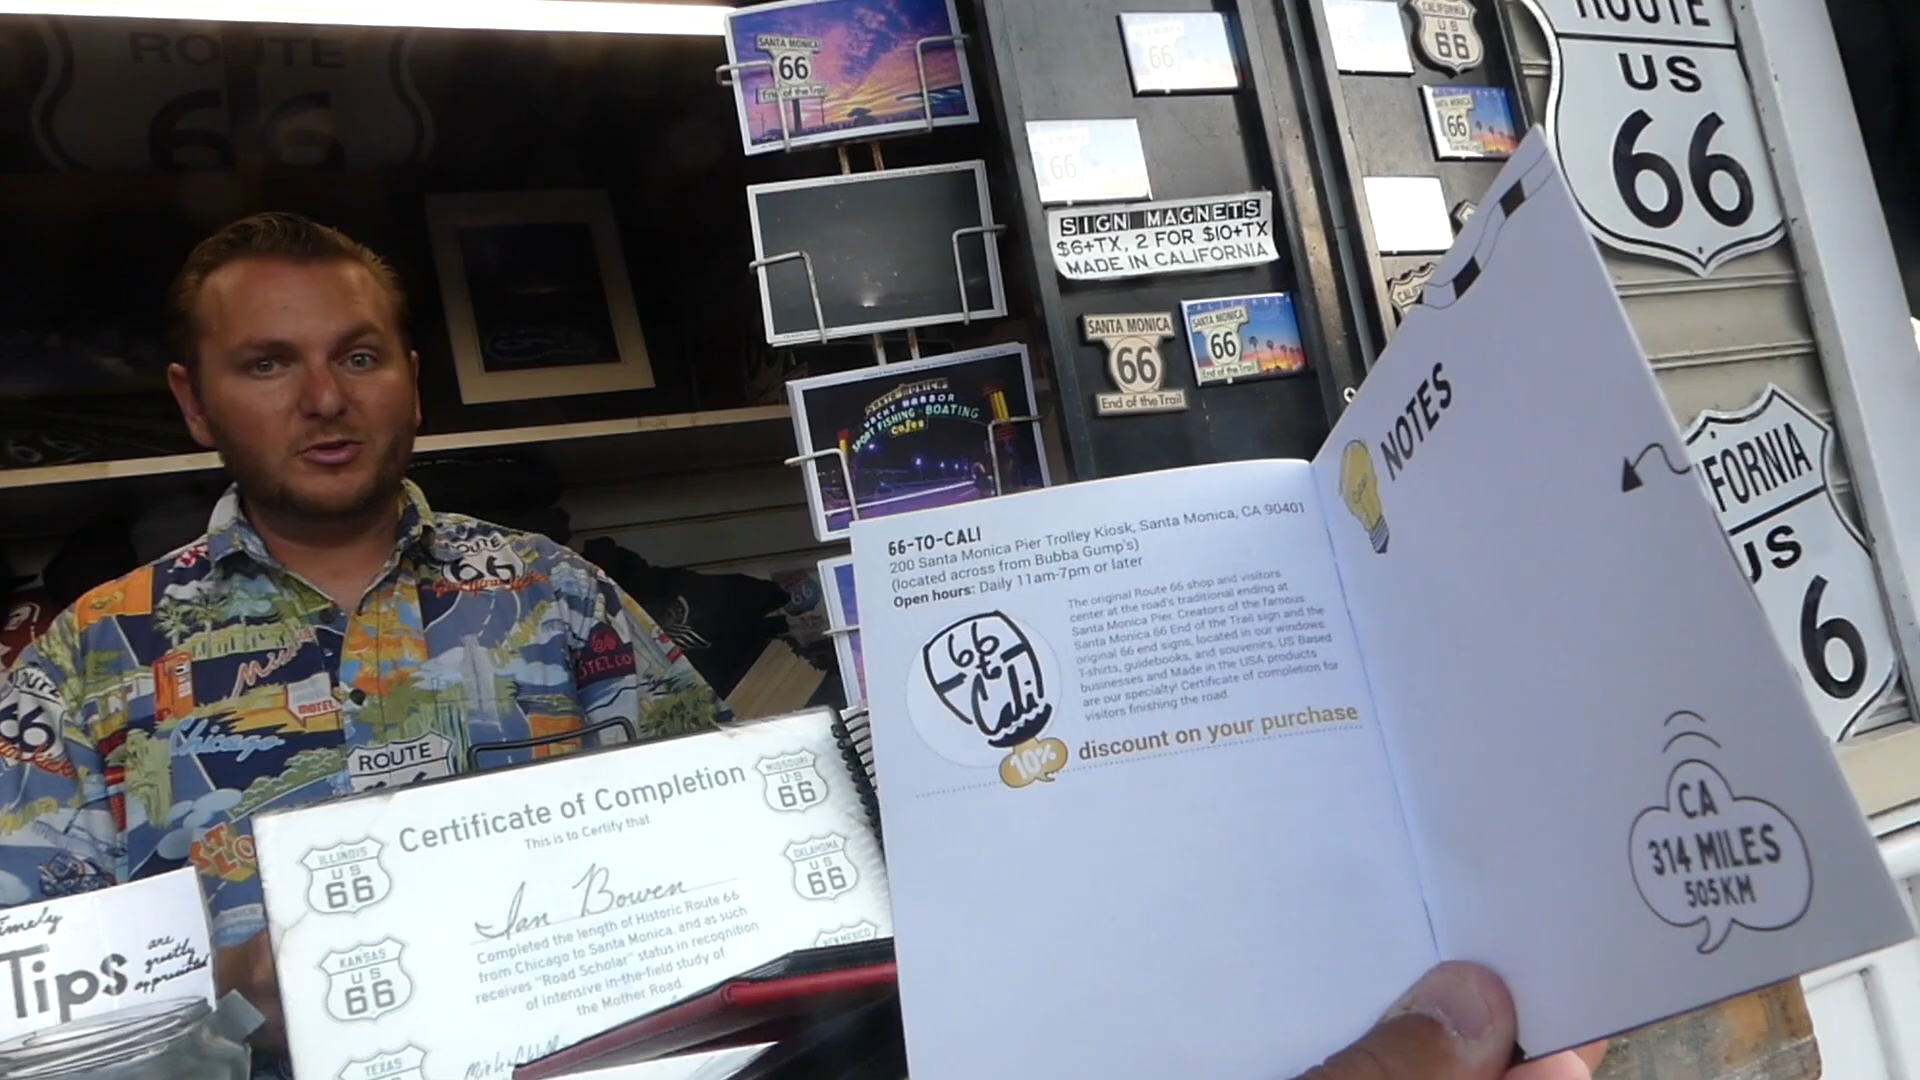 ROUTE
66
SANTA MONICA
66
End of the Trail
SANTA MONICA
YACHT HARBOR
SPORT FISHING BOATING
Cafes
66
66
SIGN MAGNETS
$6+TX, 2 FOR $10+TX
MADE IN CALIFORNIA
SANTA MONICA
66
End of the Trail
CALIFORNIA
SANTA MONICA
66
End of the Trail
CALIFORNIA
US
66
66
ROUTE
US
66
FORNIA
US
6
66-TO-CALI
200 Santa Monica Pier Trolley Kiosk, Santa Monica, CA 90401
(located across from Bubba Gump's)
Open hours: Daily 11am-7pm or later
66
to
Cali
The original Route 66 shop and visitors
center at the road's traditional ending at
Santa Monica Pier. Creators of the famous
Santa Monica 66 End of the Trail sign and the
original 66 end signs, located in our windows.
T-shirts, guidebooks, and souvenirs, US Based
businesses and Made in the USA products
are our specialty! Certificate of completion for
visitors finishing the road.
10% discount on your purchase
NOTES
CA
314 MILES
505 KM
ROUTE
66
Chicago
MOTEL
ROUTE
Certificate of Completion
This is to Certify that
Ian Bowen
Completed the length of Historic Route 66
from Chicago to Santa Monica, and as such
receives "Road Scholar" status in recognition
of intensive in-the-field study of
the Mother Road.
ILLINOIS
US
66
MISSOURI
US
66
OKLAHOMA
US
66
KANSAS
US
66
NEW MEXICO
TEXAS
Timely
Tips
are
greatly
appreciated